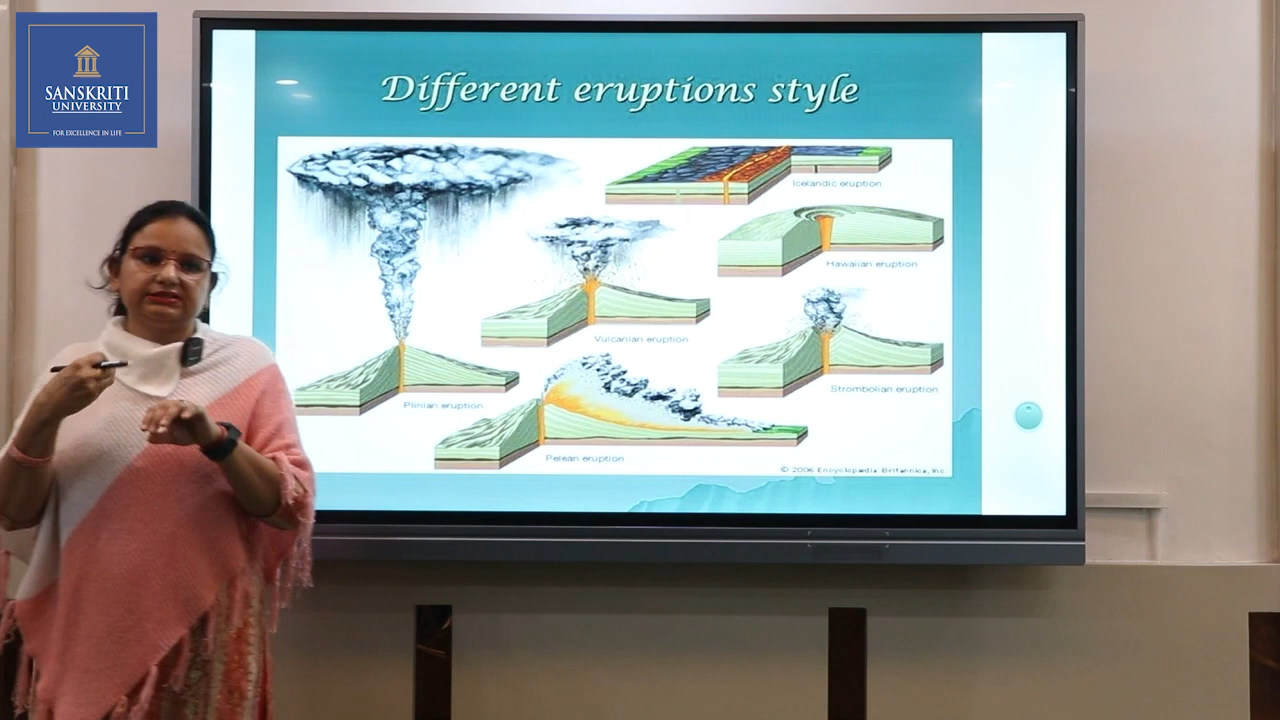 SANSKRITI
UNIVERSITY
FOR EXCELLENCE IN LIFE
Different eruptions style
Icelandic eruption
Hawaiian eruption
Vulcanian eruption
Strombolian eruption
Plinian eruption
Pelean eruption
© 2006 Encyclopædia Britannica, Inc.